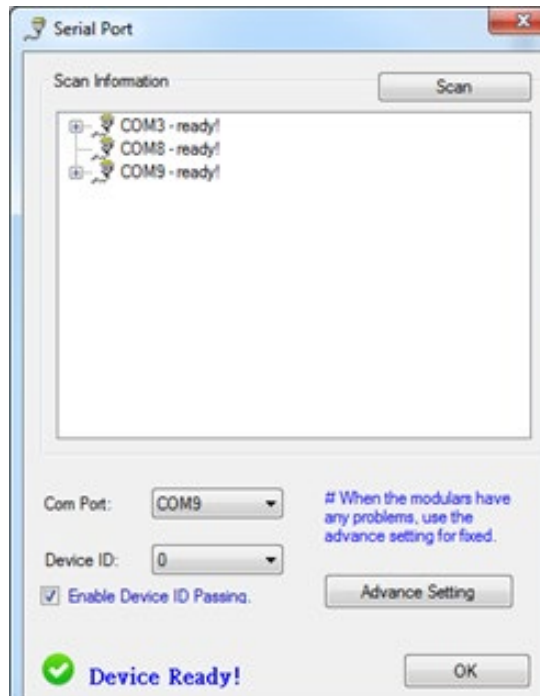 Serial Port
Scan Information
Scan
COM3 - ready!
COM8 - ready!
COM9 - ready!
Com Port:
COM9
# When the modulars have
any problems, use the
advance setting for fixed.
Device ID:
0
Enable Device ID Passing.
Advance Setting
Device Ready!
OK